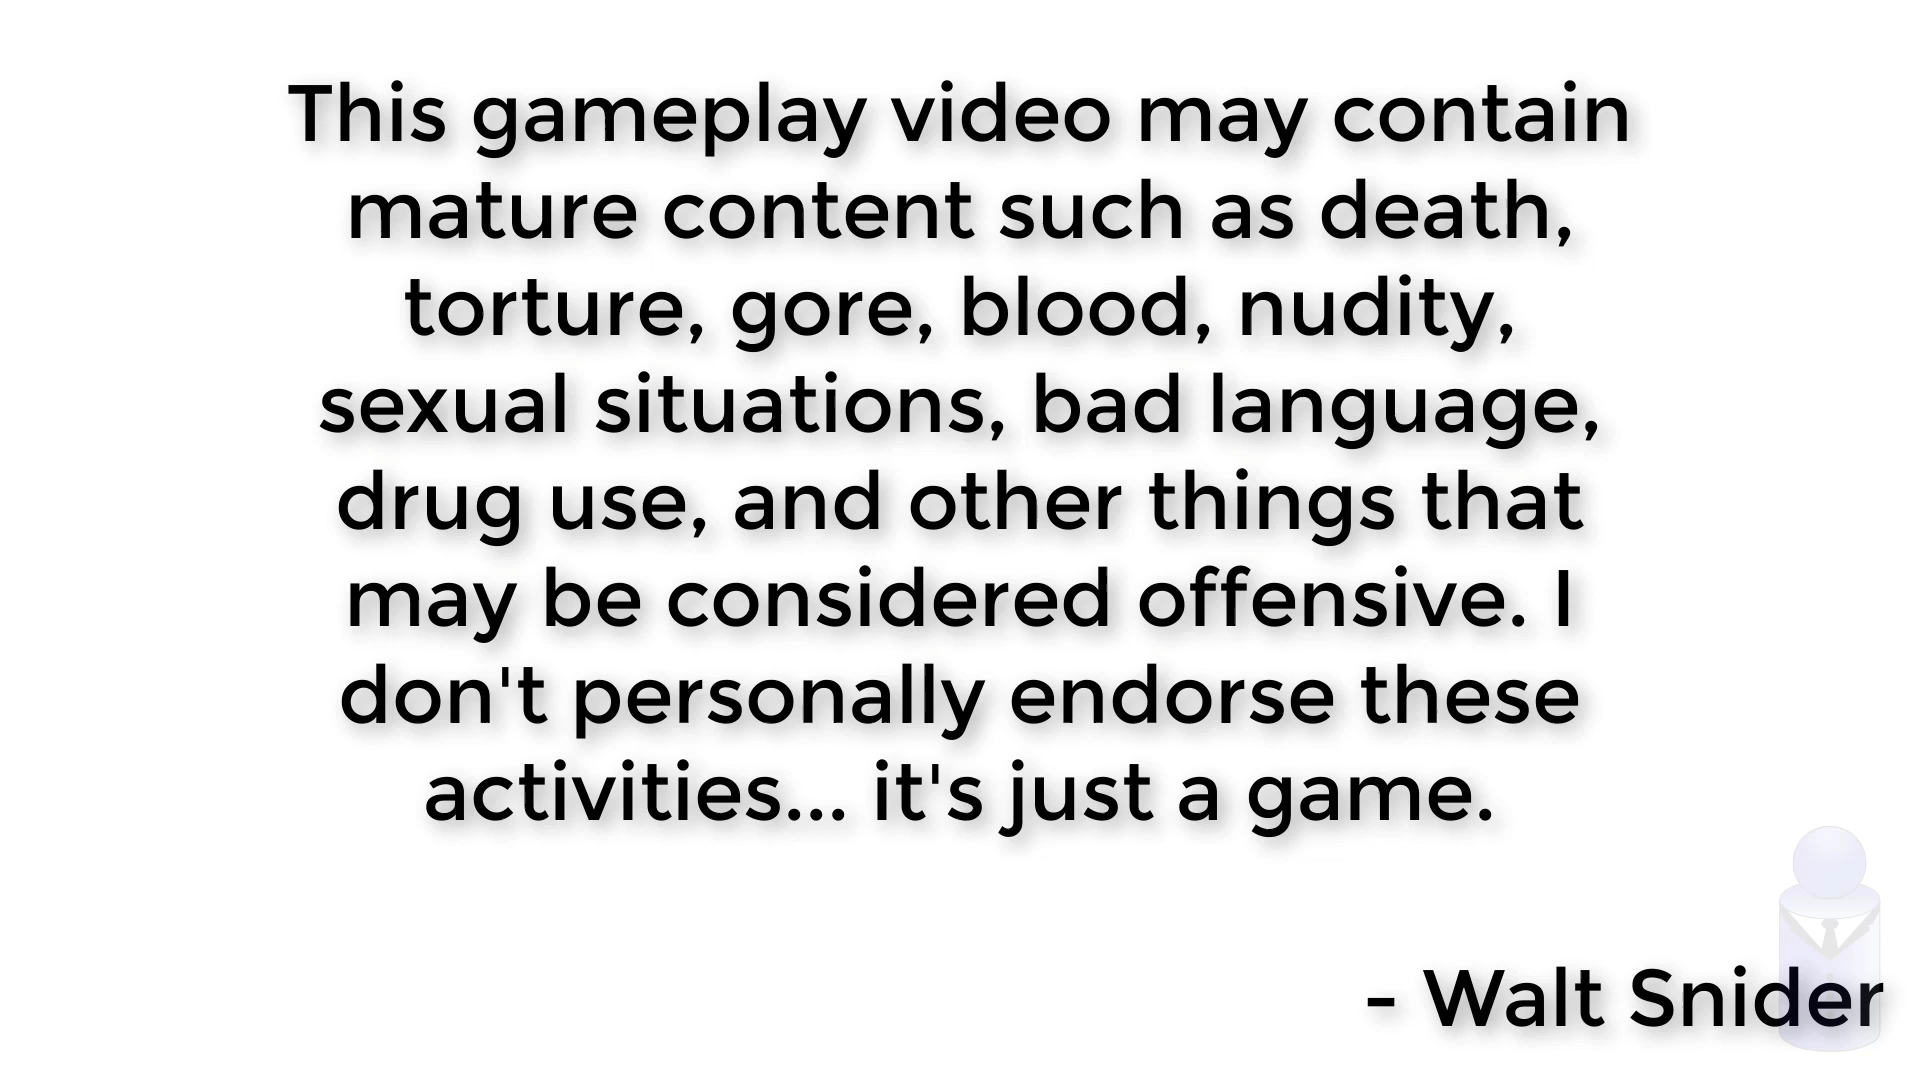 This gameplay video may contain
mature content such as death,
torture, gore, blood, nudity,
sexual situations, bad language,
drug use, and other things that
may be considered offensive. I
don't personally endorse these
activities... it's just a game.
- Walt Snider